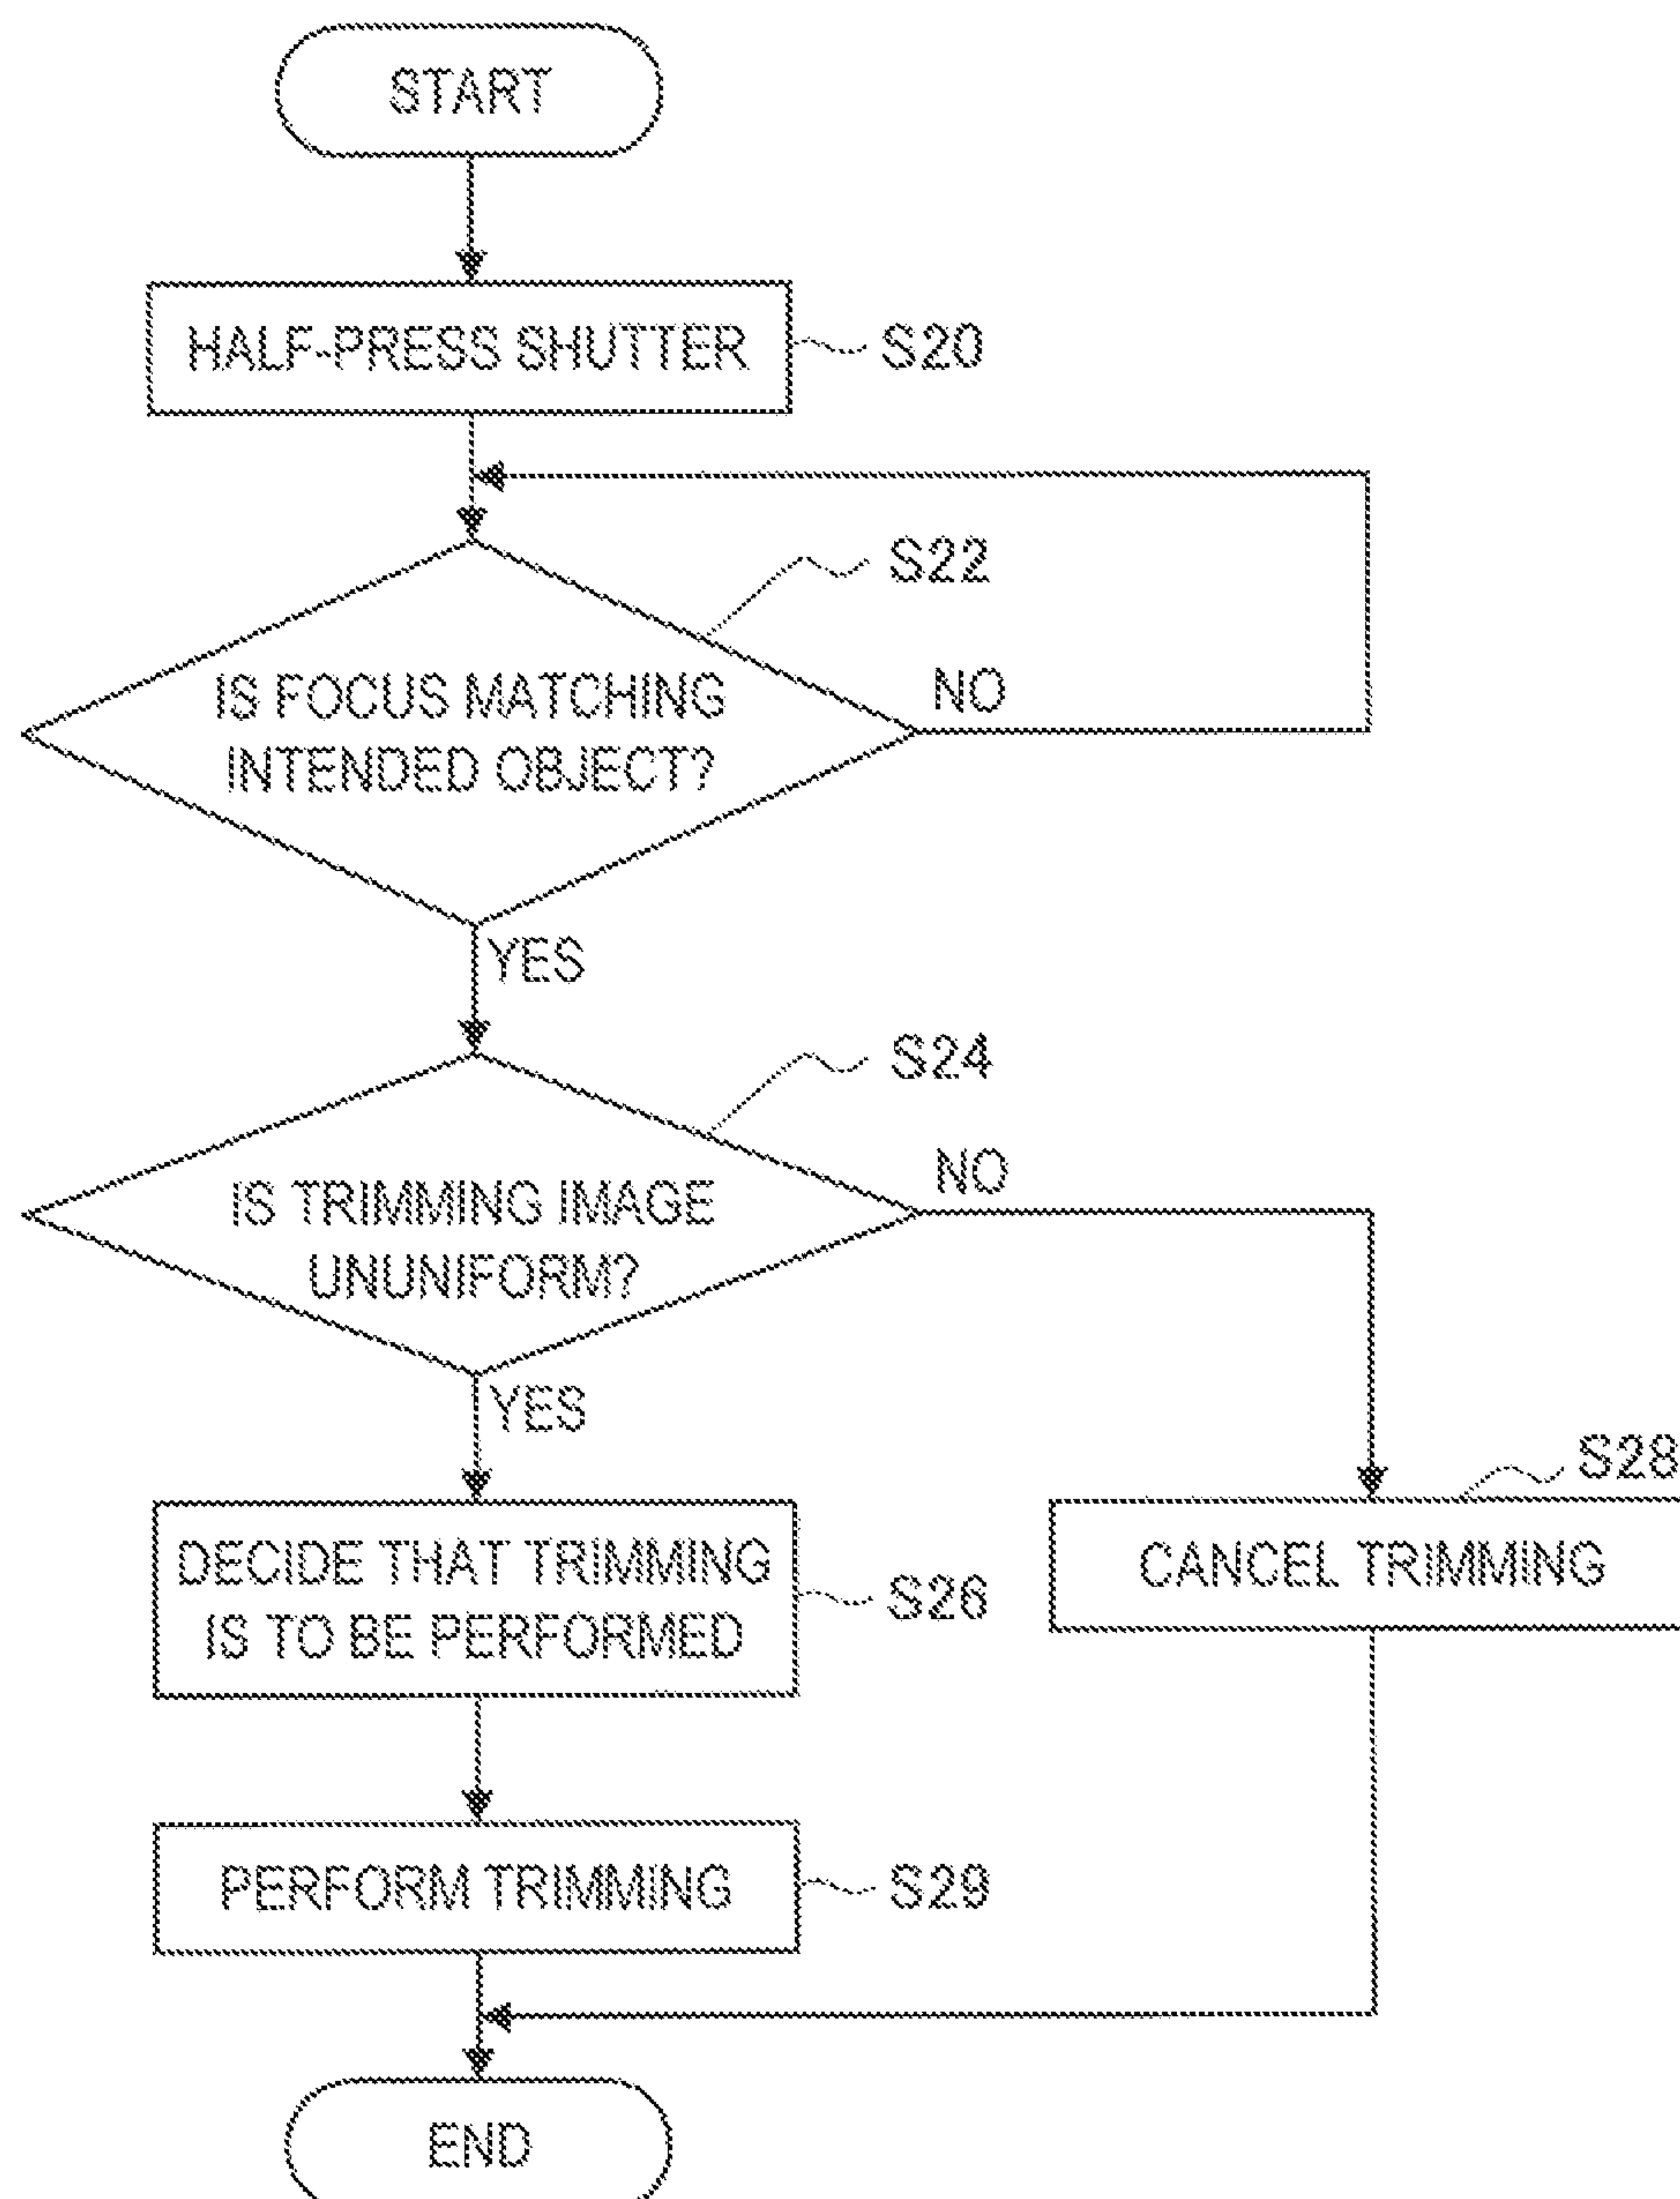 START
HALF-PRESS SHUTTER
S20
S22
IS FOCUS MATCHING
INTENDED OBJECT?
NO
YES
S24
IS TRIMMING IMAGE
UNUNIFORM?
NO
YES
DECIDE THAT TRIMMING
IS TO BE PERFORMED
S26
S28
CANCEL TRIMMING
PERFORM TRIMMING
S29
END